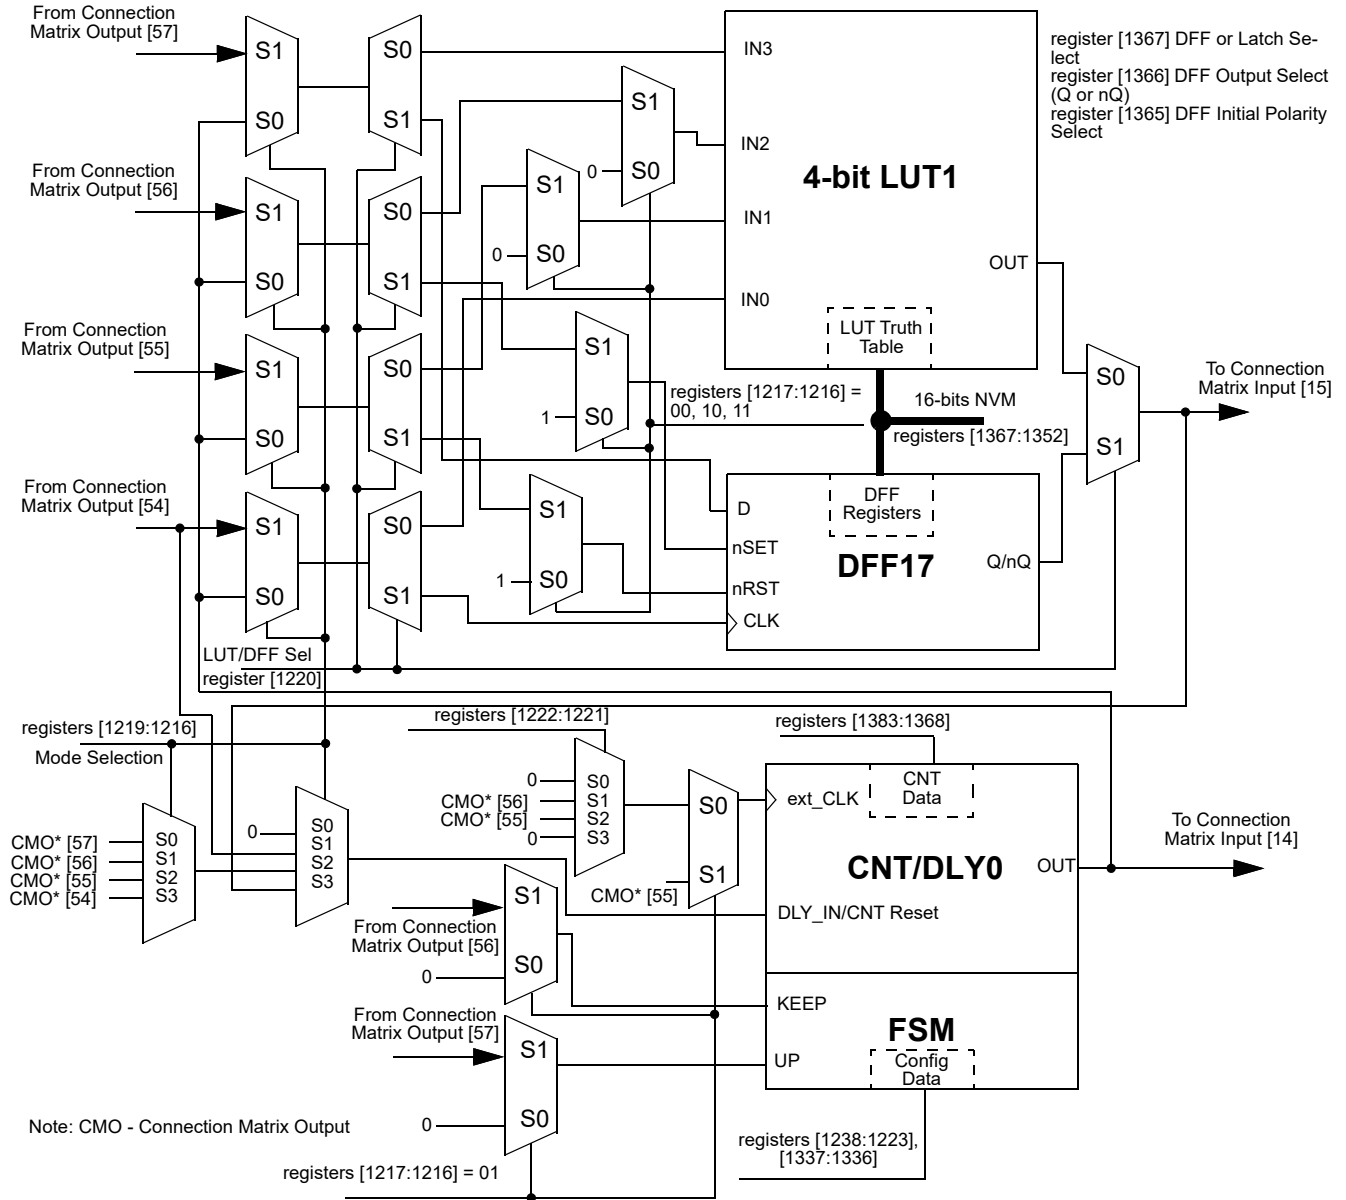 From Connection
Matrix Output [57]
S1
S0
S0
S1
IN3
register [1367] DFF or Latch Se-
lect
register [1366] DFF Output Select
(Q or nQ)
register [1365] DFF Initial Polarity
Select
S1
0
S0
IN2
4-bit LUT1
From Connection
Matrix Output [56]
S1
S0
S0
S1
S1
0
S0
IN1
OUT
IN0
LUT Truth
Table
From Connection
Matrix Output [55]
S1
S0
S0
S1
S1
1
S0
registers [1217:1216] =
00, 10, 11
16-bits NVM
registers [1367:1352]
S0
S1
To Connection
Matrix Input [15]
From Connection
Matrix Output [54]
S1
S0
S0
S1
S1
1
S0
D
nSET
nRST
CLK
DFF
Registers
DFF17
Q/nQ
LUT/DFF Sel
register [1220]
registers [1219:1216]
Mode Selection
registers [1222:1221]
registers [1383:1368]
CMO* [57]
CMO* [56]
CMO* [55]
CMO* [54]
S0
S1
S2
S3
0
S0
S1
S2
S3
0
CMO* [56]
CMO* [55]
0
S0
S1
S2
S3
S0
S1
CMO* [55]
ext_CLK
CNT
Data
CNT/DLY0
OUT
DLY_IN/CNT Reset
To Connection
Matrix Input [14]
From Connection
Matrix Output [56]
0
S1
S0
KEEP
FSM
From Connection
Matrix Output [57]
0
S1
S0
UP
Config
Data
Note: CMO - Connection Matrix Output
registers [1217:1216] = 01
registers [1238:1223],
[1337:1336]